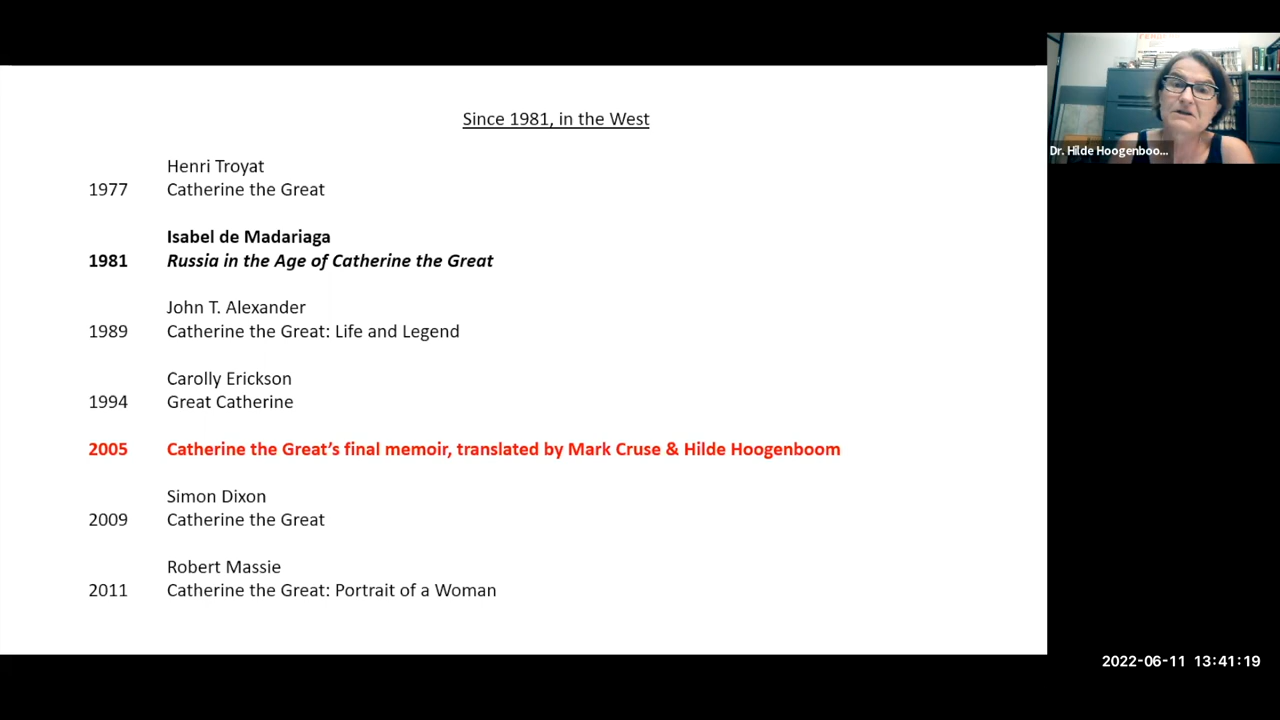 Since 1981, in the West
Henri Troyat
1977 Catherine the Great
Isabel de Madariaga
1981 Russia in the Age of Catherine the Great
John T. Alexander
1989 Catherine the Great: Life and Legend
Carolly Erickson
1994 Great Catherine
2005 Catherine the Great’s final memoir, translated by Mark Cruse & Hilde Hoogenboom
Simon Dixon
2009 Catherine the Great
Robert Massie
2011 Catherine the Great: Portrait of a Woman
Dr. Hilde Hoogenboo...
2022-06-11 13:41:19